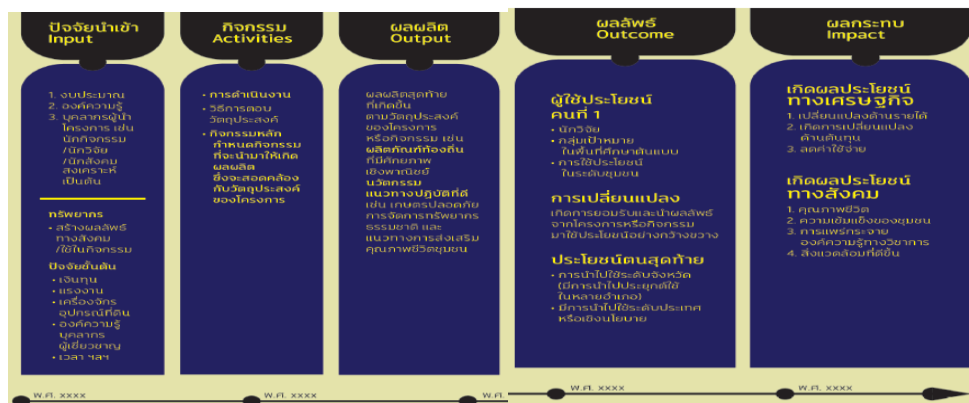 ปัจจัยนำเข้า
Input
1. งบประมาณ
2. องค์ความรู้
3. บุคลากรผู้นำ
โครงการ เช่น
นักกิจกรรม
/นักวิจัย
/นักสังคม
สงเคราะห์
เป็นต้น
ทรัพยากร
• สร้างผลลัพธ์
ทางสังคม
/ใช้ในกิจกรรม
ปัจจัยขั้นต้น
• เงินทุน
• แรงงาน
• เครื่องจักร
อุปกรณ์ที่ดิน
• องค์ความรู้
บุคลากร
ผู้เชี่ยวชาญ
• เวลา ฯลฯ
กิจกรรม
Activities
• การดำเนินงาน
• วิธีการตอบ
วัตถุประสงค์
• กิจกรรมหลัก
กำหนดกิจกรรม
ที่จะนำมาให้เกิด
ผลผลิต
ซึ่งจะสอดคล้อง
กับวัตถุประสงค์
ของโครงการ
ผลผลิต
Output
ผลผลิตสุดท้าย
ที่เกิดขึ้น
ตามวัตถุประสงค์
ของโครงการ
หรือกิจกรรม เช่น
ผลิตภัณฑ์ท้องถิ่น
ที่มีศักยภาพ
เชิงพาณิชย์
นวัตกรรม
แนวทางปฏิบัติที่ดี
เช่น เกษตรปลอดภัย
การจัดการทรัพยากร
ธรรมชาติ และ
แนวทางการส่งเสริม
คุณภาพชีวิตชุมชน
ผลลัพธ์
Outcome
ผู้ใช้ประโยชน์
คนที่ 1
• นักวิจัย
• กลุ่มเป้าหมาย
ในพื้นที่ศึกษาต้นแบบ
• การใช้ประโยชน์
ในระดับชุมชน
การเปลี่ยนแปลง
เกิดการยอมรับและนำผลลัพธ์
จากโครงการหรือกิจกรรม
มาใช้ประโยชน์อย่างกว้างขวาง
ประโยชน์ตนสุดท้าย
• การนำไปใช้ระดับจังหวัด
(มีการนำไปประยุกต์ใช้
ในหลายอำเภอ)
• มีการนำไปใช้ระดับประเทศ
หรือเชิงนโยบาย
ผลกระทบ
Impact
เกิดผลประโยชน์
ทางเศรษฐกิจ
1. เปลี่ยนแปลงด้านรายได้
2. เกิดการเปลี่ยนแปลง
ด้านต้นทุน
3. ลดค่าใช้จ่าย
เกิดผลประโยชน์
ทางสังคม
1. คุณภาพชีวิต
2. ความเข้มแข็งของชุมชน
3. การแพร่กระจาย
องค์ความรู้ทางวิชาการ
4. สิ่งแวดล้อมที่ดีขึ้น
พ.ศ. xxxx
พ.ศ. xxxx
พ.ศ.
พ.ศ. xxxx
พ.ศ. xxxx